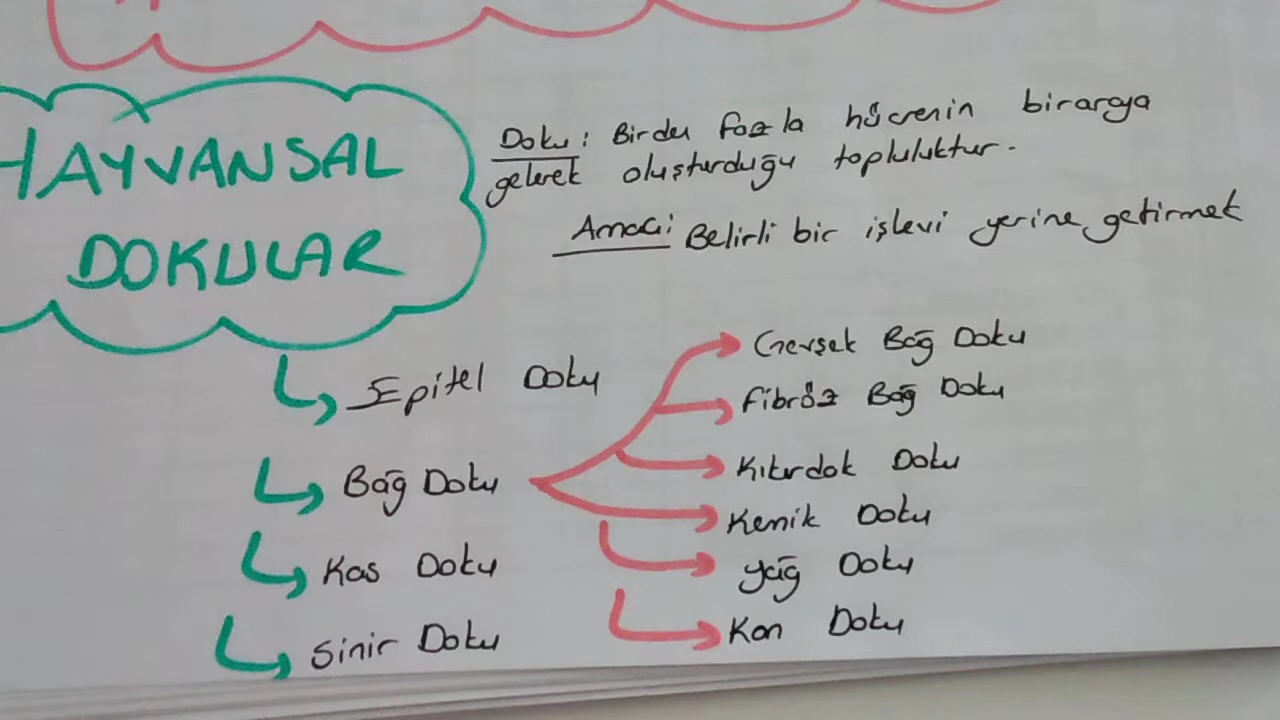 HAYVANSAL
DOKULAR
Doku: Birden fazla hücrenin biraraya
gelerek oluşturduğu topluluktur.
Amacı: Belirli bir işlevi yerine getirmek
Epitel Doku
Bağ Doku
Kas Doku
Sinir Doku
Gevşek Bağ Doku
Fibröz Bağ Doku
Kıkırdak Doku
Kemik Doku
Yağ Doku
Kan Doku